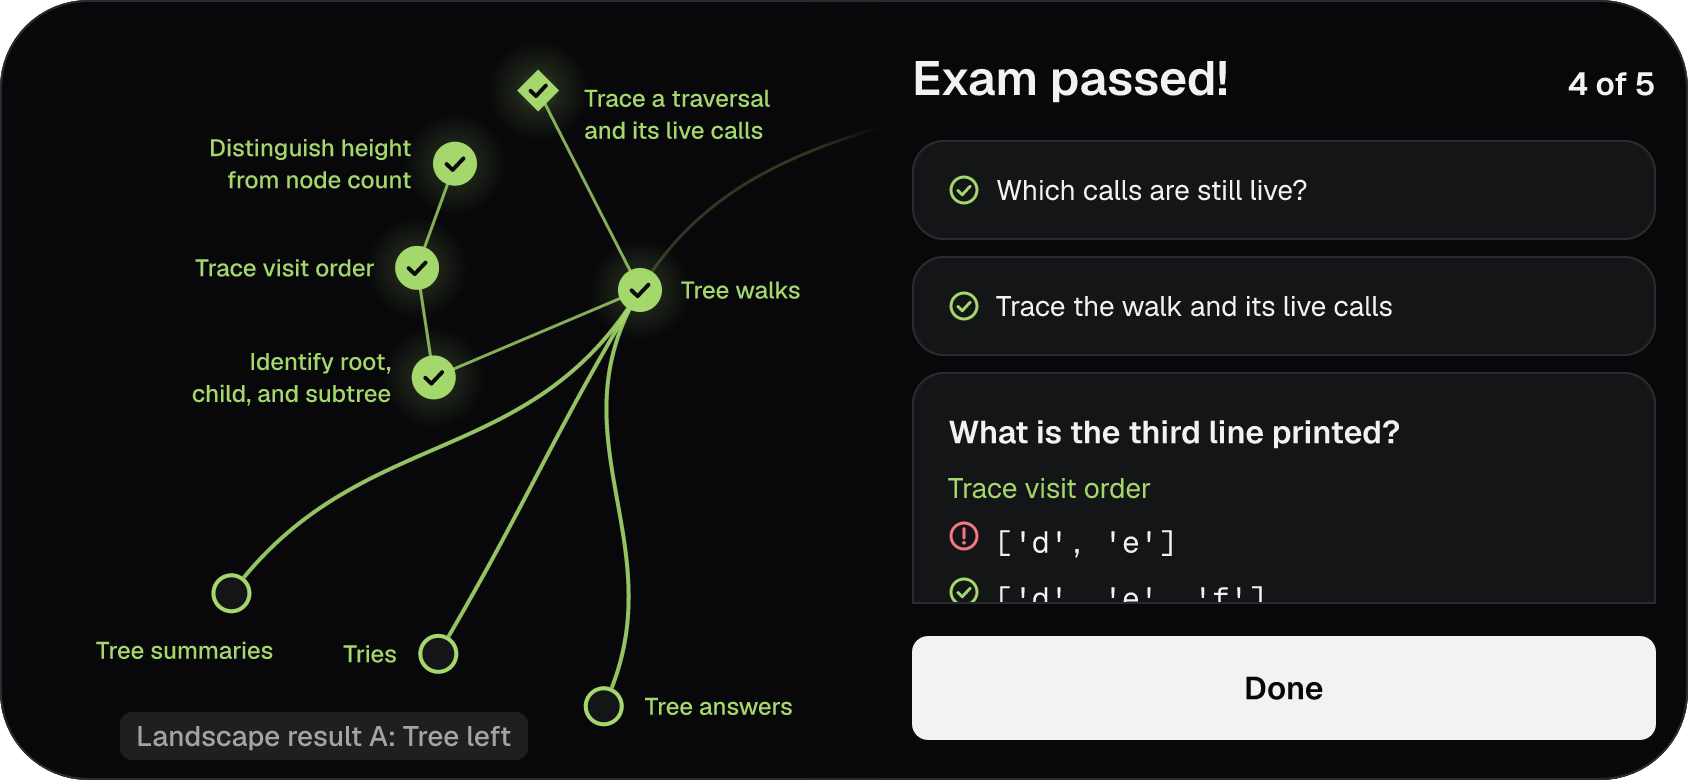 Trace a traversal
and its live calls
Distinguish height
from node count
Trace visit order
Tree walks
Identify root,
child, and subtree
Tree summaries
Tries
Tree answers
Landscape result A: Tree left
Exam passed!
4 of 5
Which calls are still live?
Trace the walk and its live calls
What is the third line printed?
Trace visit order
['d', 'e']
['d', 'e', 'f']
Done